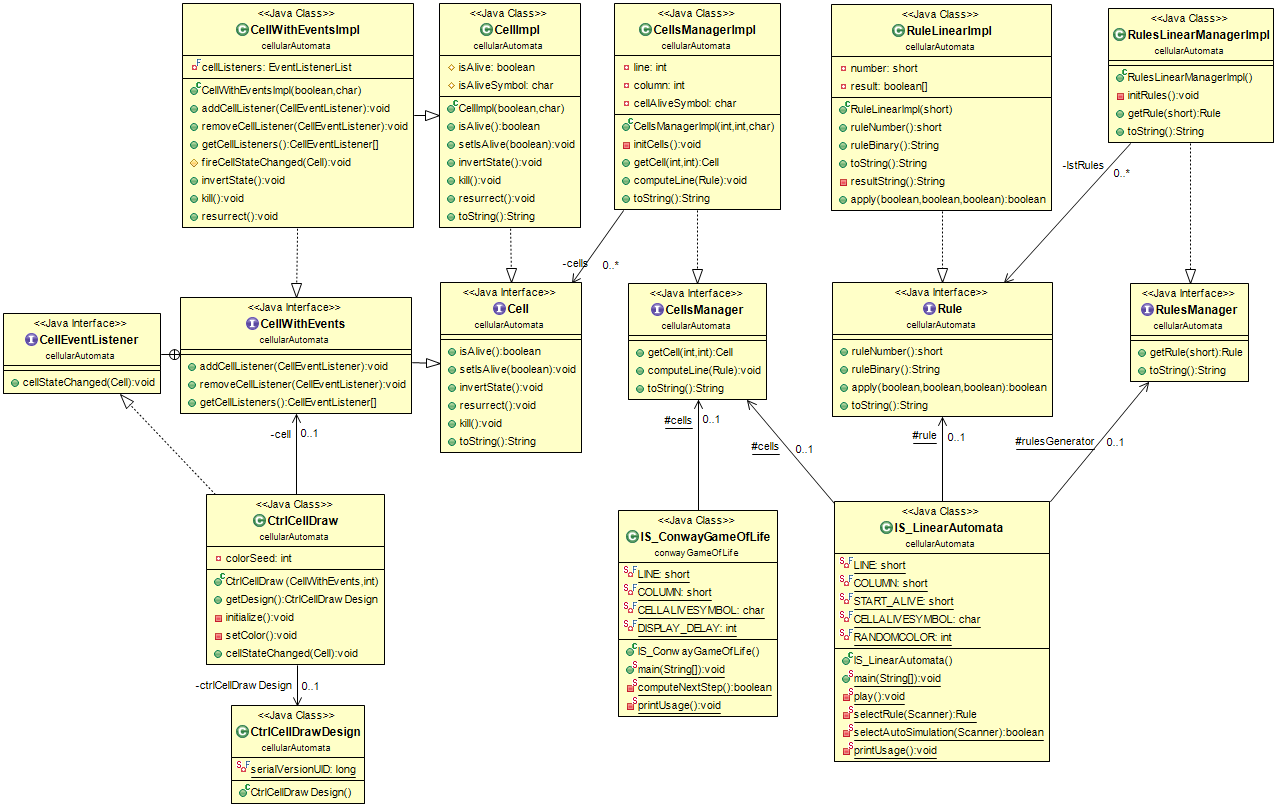 <<Java Class>>
CellWithEventsImpl
cellularAutomata
cellListeners: EventListenerList
CellWithEventsImpl(boolean,char)
addCellListener(CellEventListener):void
removeCellListener(CellEventListener):void
getCellListeners():CellEventListener[]
fireCellStateChanged(Cell):void
invertState():void
kill():void
resurrect():void
<<Java Class>>
CellImpl
cellularAutomata
isAlive: boolean
isAliveSymbol: char
CellImpl(boolean,char)
isAlive():boolean
setIsAlive(boolean):void
invertState():void
kill():void
resurrect():void
toString():String
<<Java Class>>
CellsManagerImpl
cellularAutomata
line: int
column: int
cellAliveSymbol: char
CellsManagerImpl(int,int,char)
initCells():void
getCell(int,int):Cell
computeLine(Rule):void
toString():String
<<Java Class>>
RuleLinearImpl
cellularAutomata
number: short
result: boolean[]
RuleLinearImpl(short)
ruleNumber():short
ruleBinary():String
toString():String
resultString():String
apply(boolean,boolean,boolean):boolean
<<Java Class>>
RulesLinearManagerImpl
cellularAutomata
RulesLinearManagerImpl()
initRules():void
getRule(short):Rule
toString():String
-lstRules
0..*
-cells
0..*
<<Java Interface>>
CellEventListener
cellularAutomata
cellStateChanged(Cell):void
<<Java Interface>>
CellWithEvents
cellularAutomata
addCellListener(CellEventListener):void
removeCellListener(CellEventListener):void
getCellListeners():CellEventListener[]
<<Java Interface>>
Cell
cellularAutomata
isAlive():boolean
setIsAlive(boolean):void
invertState():void
resurrect():void
kill():void
toString():String
<<Java Interface>>
CellsManager
cellularAutomata
getCell(int,int):Cell
computeLine(Rule):void
toString():String
<<Java Interface>>
Rule
cellularAutomata
ruleNumber():short
ruleBinary():String
apply(boolean,boolean,boolean):boolean
toString():String
<<Java Interface>>
RulesManager
cellularAutomata
getRule(short):Rule
toString():String
-cell
0..1
#cells
0..1
#cells
0..1
#rule
0..1
#rulesGenerator
0..1
<<Java Class>>
CtrlCellDraw
cellularAutomata
colorSeed: int
CtrlCellDraw (CellWithEvents,int)
getDesign():CtrlCellDraw Design
initialize():void
setColor():void
cellStateChanged(Cell):void
-ctrlCellDraw Design
0..1
<<Java Class>>
CtrlCellDrawDesign
cellularAutomata
serialVersionUID: long
CtrlCellDraw Design()
<<Java Class>>
IS_ConwayGameOfLife
conwayGameOfLife
LINE: short
COLUMN: short
CELLALIVESYMBOL: char
DISPLAY_DELAY: int
IS_ConwayGameOfLife()
main(String[]):void
computeNextStep():boolean
printUsage():void
<<Java Class>>
IS_LinearAutomata
cellularAutomata
LINE: short
COLUMN: short
START_ALIVE: short
CELLALIVESYMBOL: char
RANDOMCOLOR: int
IS_LinearAutomata()
main(String[]):void
play():void
selectRule(Scanner):Rule
selectAutoSimulation(Scanner):boolean
printUsage():void